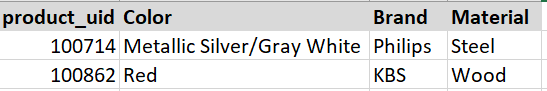 product_uid Color Brand Material
100714 Metallic Silver/Gray White Philips Steel
100862 Red KBS Wood